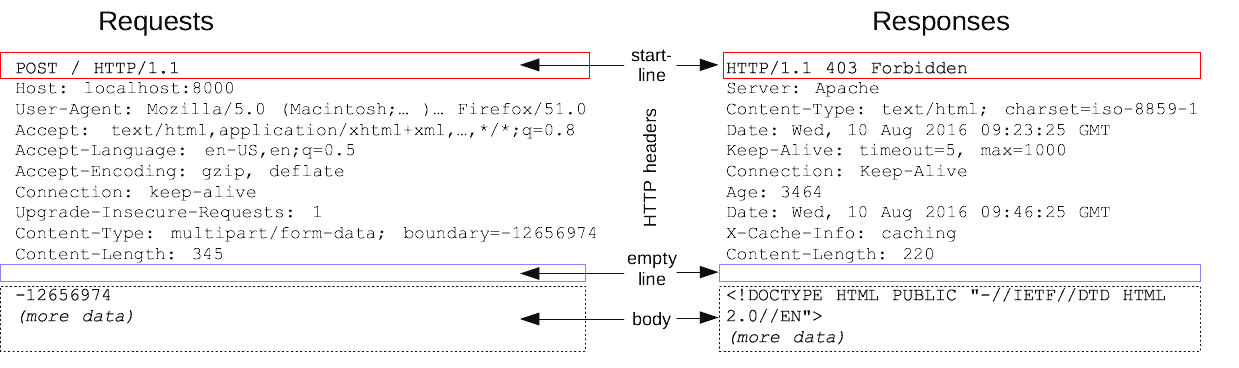 Requests
POST / HTTP/1.1
Host: localhost:8000
User-Agent: Mozilla/5.0 (Macintosh;… )… Firefox/51.0
Accept: text/html,application/xhtml+xml,…,*/*;q=0.8
Accept-Language: en-US,en;q=0.5
Accept-Encoding: gzip, deflate
Connection: keep-alive
Upgrade-Insecure-Requests: 1
Content-Type: multipart/form-data; boundary=-12656974
Content-Length: 345
-12656974
(more data)
start-
line
HTTP headers
empty
line
body
Responses
HTTP/1.1 403 Forbidden
Server: Apache
Content-Type: text/html; charset=iso-8859-1
Date: Wed, 10 Aug 2016 09:23:25 GMT
Keep-Alive: timeout=5, max=1000
Connection: Keep-Alive
Age: 3464
Date: Wed, 10 Aug 2016 09:46:25 GMT
X-Cache-Info: caching
Content-Length: 220
<!DOCTYPE HTML PUBLIC "-//IETF//DTD HTML
2.0//EN">
(more data)